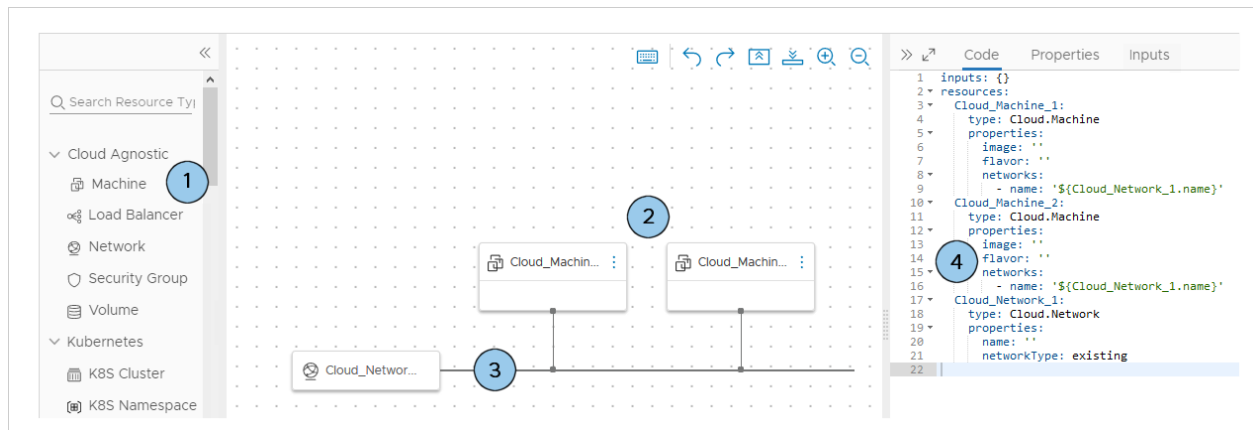 Search Resource Ty
Cloud Agnostic
Machine
1
Load Balancer
Network
Security Group
Volume
Kubernetes
K8S Cluster
K8S Namespace
2
Cloud_Machin...
Cloud_Machin...
Cloud_Networ...
3
Code Properties Inputs
1 inputs: {}
2 resources:
3 Cloud_Machine_1:
4 type: Cloud.Machine
5 properties:
6 image: ''
7 flavor: ''
8 networks:
9 - name: '${Cloud_Network_1.name}'
10 Cloud_Machine_2:
11 type: Cloud.Machine
12 properties:
13 image: ''
14 flavor: ''
15 networks:
16 - name: '${Cloud_Network_1.name}'
17 Cloud_Network_1:
18 type: Cloud.Network
19 properties:
20 name: ''
21 networkType: existing
22
4